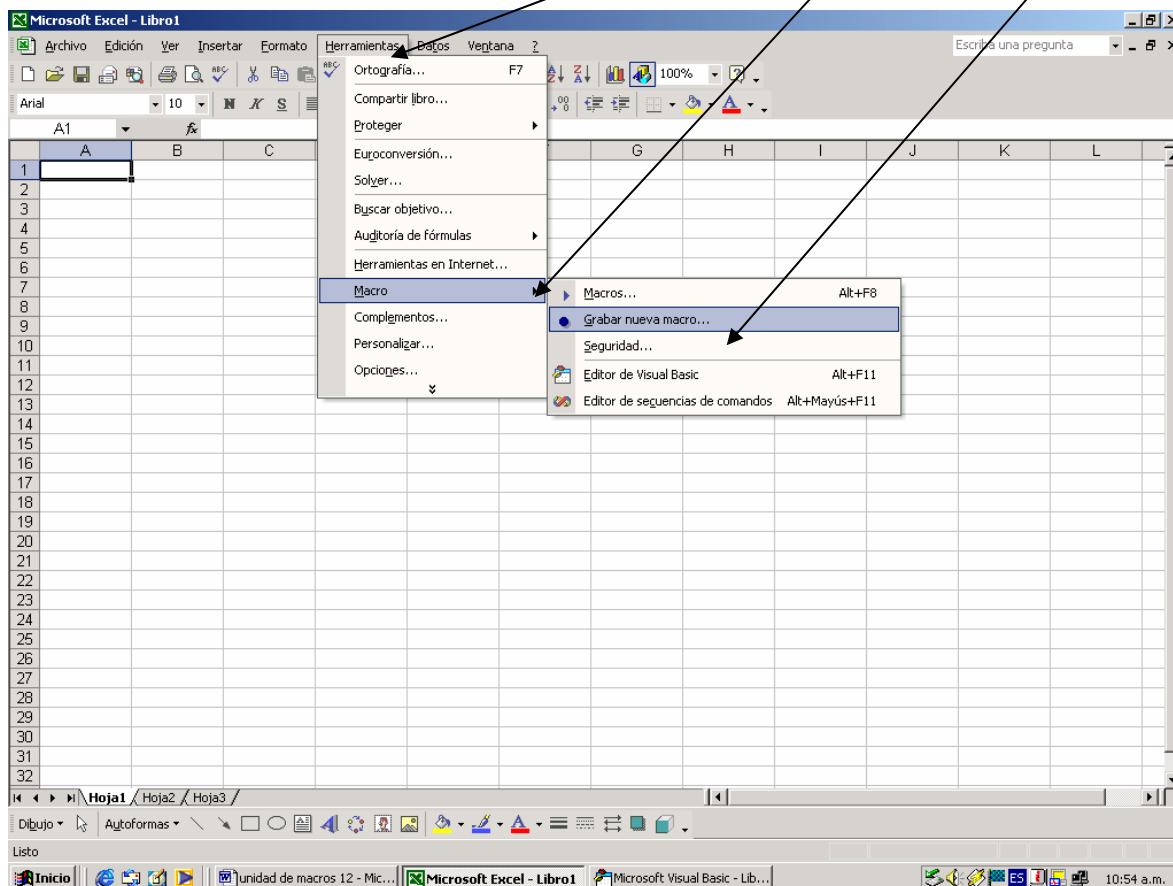 Microsoft Excel - Libro1
Archivo Edición Ver Insertar Formato Herramientas Datos Ventana ? Escriba una pregunta
100%
Arial 10 N K S
A1 fx
A B C G H I J K L
Ortografía... F7
Compartir libro...
Proteger
Euroconversión...
Solver...
Buscar objetivo...
Auditoría de fórmulas
Herramientas en Internet...
Macro
Complementos...
Personalizar...
Opciones...
Macros... Alt+F8
Grabar nueva macro...
Seguridad...
Editor de Visual Basic Alt+F11
Editor de secuencias de comandos Alt+Mayús+F11
1
2
3
4
5
6
7
8
9
10
11
12
13
14
15
16
17
18
19
20
21
22
23
24
25
26
27
28
29
30
31
32
Hoja1 Hoja2 Hoja3
Dibujo Autoformas
Listo
Inicio unidad de macros 12 - Mic... Microsoft Excel - Libro1 Microsoft Visual Basic - Lib... ES 10:54 a.m.